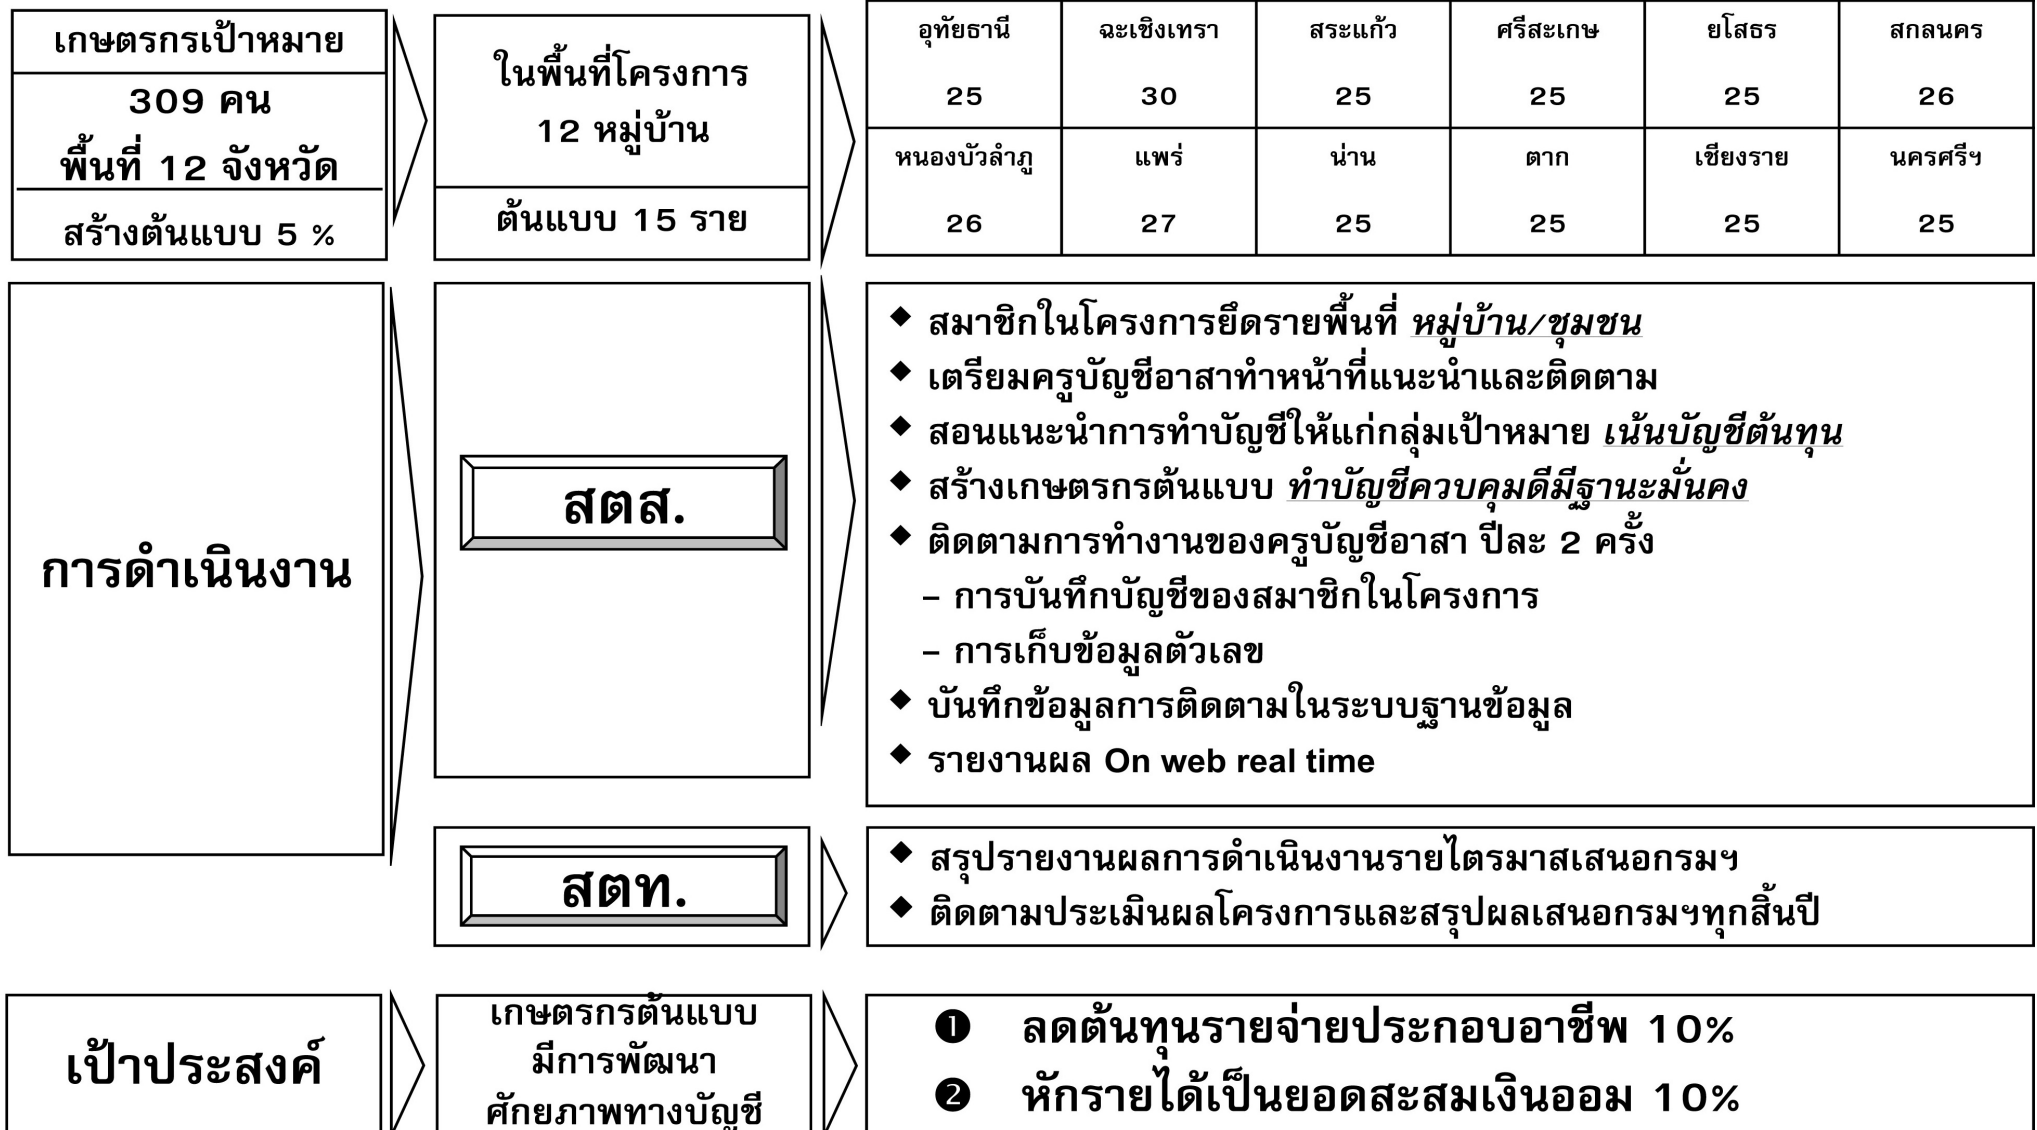 เกษตรกรเป้าหมาย
309 คน
พื้นที่ 12 จังหวัด
สร้างต้นแบบ 5 %
ในพื้นที่โครงการ
12 หมู่บ้าน
ต้นแบบ 15 ราย
อุทัยธานี ฉะเชิงเทรา สระแก้ว ศรีสะเกษ ยโสธร สกลนคร
25 30 25 25 25 26
หนองบัวลำภู แพร่ น่าน ตาก เชียงราย นครศรีฯ
26 27 25 25 25 25
การดำเนินงาน
สตส.
◆ สมาชิกในโครงการยึดรายพื้นที่ หมู่บ้าน/ชุมชน
◆ เตรียมครูบัญชีอาสาทำหน้าที่แนะนำและติดตาม
◆ สอนแนะนำการทำบัญชีให้แก่กลุ่มเป้าหมาย เน้นบัญชีต้นทุน
◆ สร้างเกษตรกรต้นแบบ ทำบัญชีควบคุมดีมีฐานะมั่นคง
◆ ติดตามการทำงานของครูบัญชีอาสา ปีละ 2 ครั้ง
– การบันทึกบัญชีของสมาชิกในโครงการ
– การเก็บข้อมูลตัวเลข
◆ บันทึกข้อมูลการติดตามในระบบฐานข้อมูล
◆ รายงานผล On web real time
สตท.
◆ สรุปรายงานผลการดำเนินงานรายไตรมาสเสนอกรมฯ
◆ ติดตามประเมินผลโครงการและสรุปผลเสนอกรมฯทุกสิ้นปี
เป้าประสงค์
เกษตรกรต้นแบบ
มีการพัฒนา
ศักยภาพทางบัญชี
❶ ลดต้นทุนรายจ่ายประกอบอาชีพ 10%
❷ หักรายได้เป็นยอดสะสมเงินออม 10%